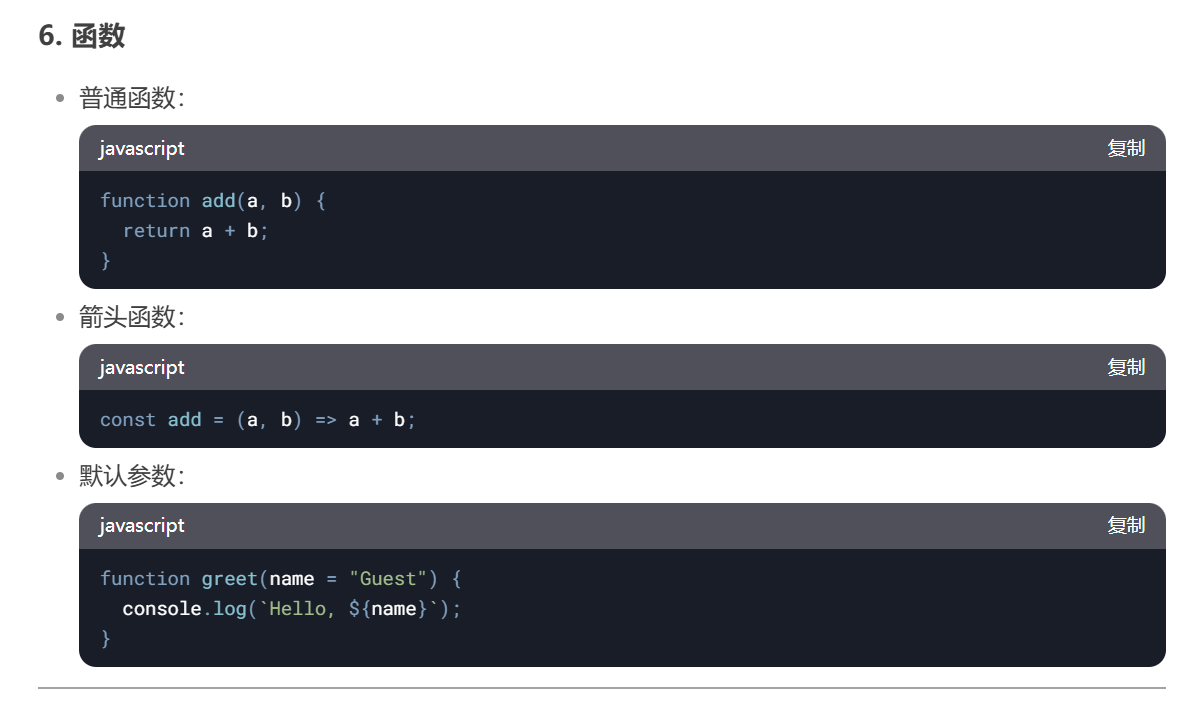 6. 函数
普通函数：
javascript 复制
function add(a, b) {
  return a + b;
}
箭头函数：
javascript 复制
const add = (a, b) => a + b;
默认参数：
javascript 复制
function greet(name = "Guest") {
  console.log(`Hello, ${name}`);
}